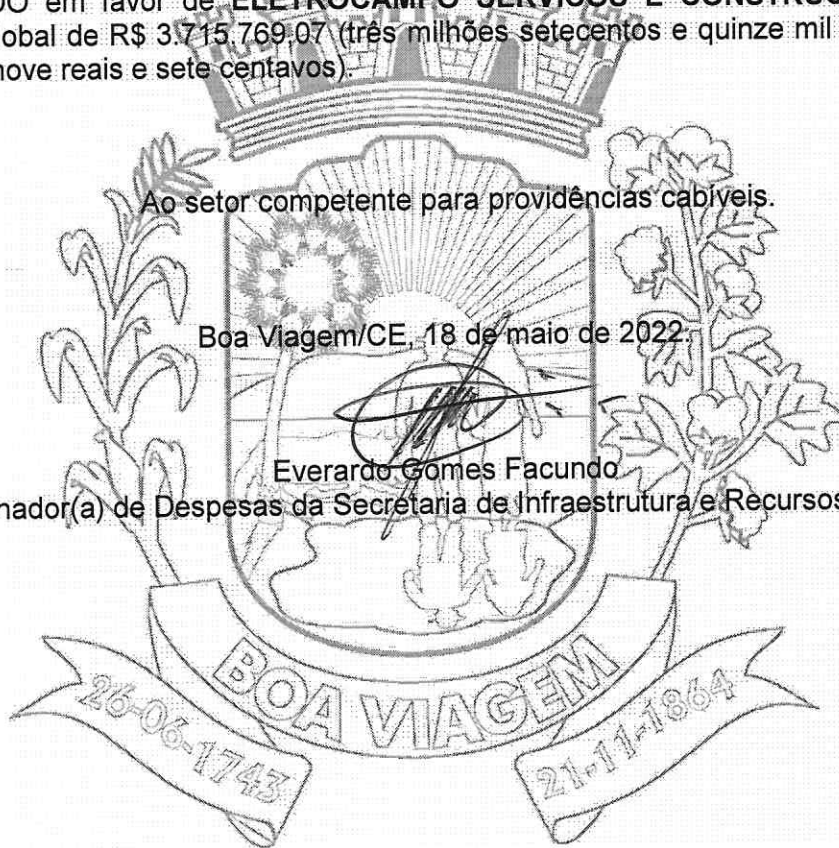 DO em favor de ELETROCAMPO SERVIÇOS E CONSTRUÇ
obal de R$ 3.715.769,07 (três milhões setecentos e quinze mil
nove reais e sete centavos).
Ao setor competente para providências cabíveis.
Boa Viagem/CE, 18 de maio de 2022.
Everardo Gomes Facundo
nador(a) de Despesas da Secretaria de Infraestrutura e Recursos
BOA VIAGEM
26-06-1743
21-11-1864